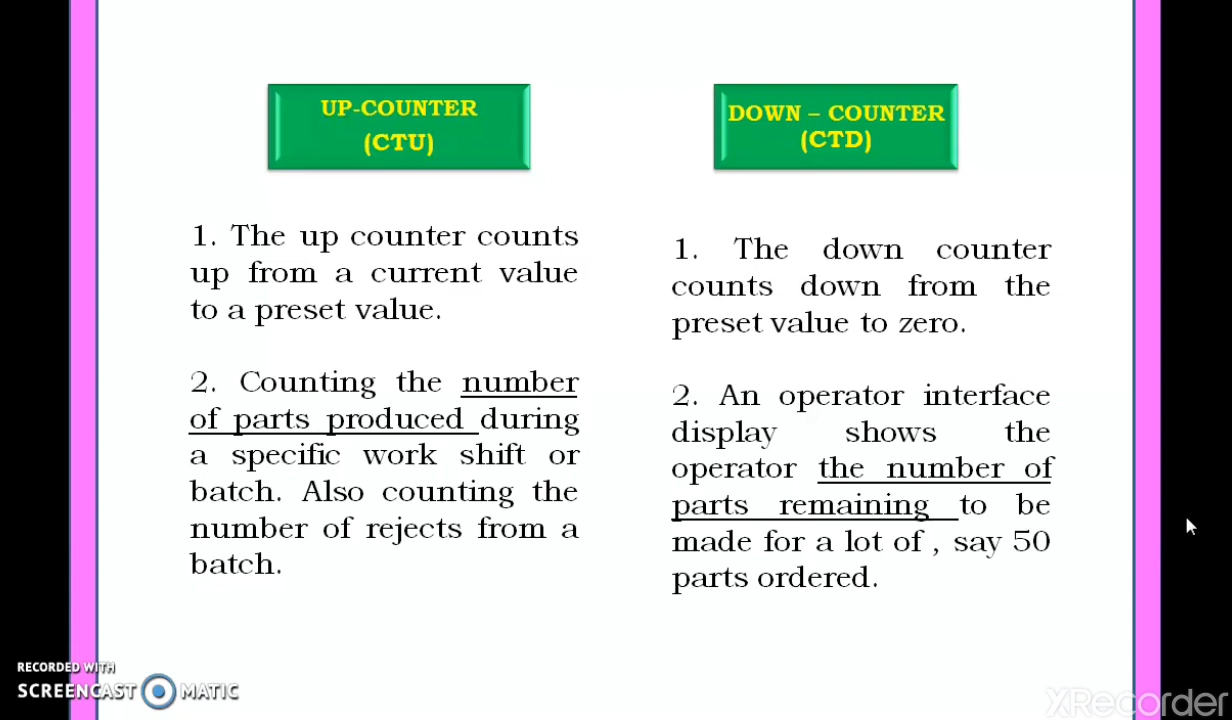 UP-COUNTER
(CTU)
1. The up counter counts
up from a current value
to a preset value.
2. Counting the number
of parts produced during
a specific work shift or
batch. Also counting the
number of rejects from a
batch.
DOWN – COUNTER
(CTD)
1. The down counter
counts down from the
preset value to zero.
2. An operator interface
display shows the
operator the number of
parts remaining to be
made for a lot of , say 50
parts ordered.
RECORDED WITH
SCREENCAST MATIC
XRecorder